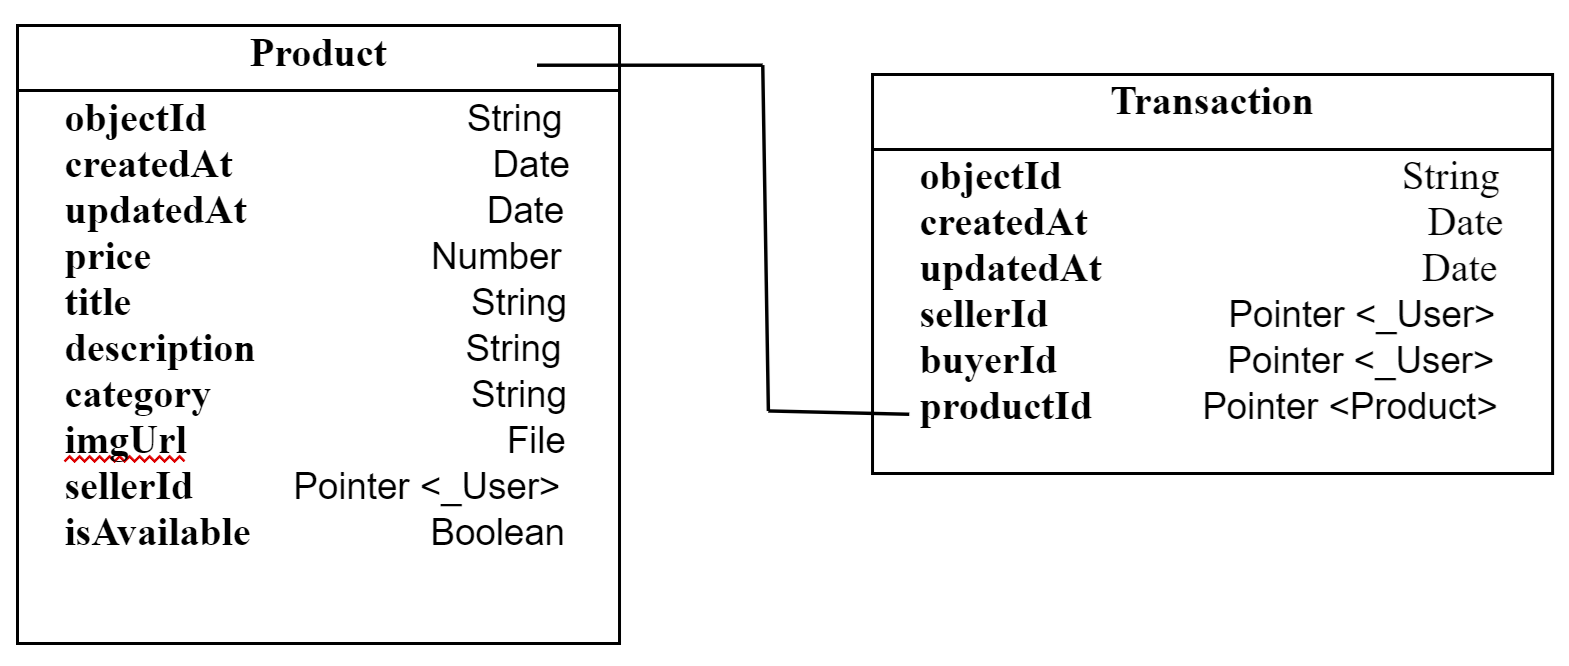 Product
objectId String
createdAt Date
updatedAt Date
price Number
title String
description String
category String
imgUrl File
sellerId Pointer <_User>
isAvailable Boolean
Transaction
objectId String
createdAt Date
updatedAt Date
sellerId Pointer <_User>
buyerId Pointer <_User>
productId Pointer <Product>